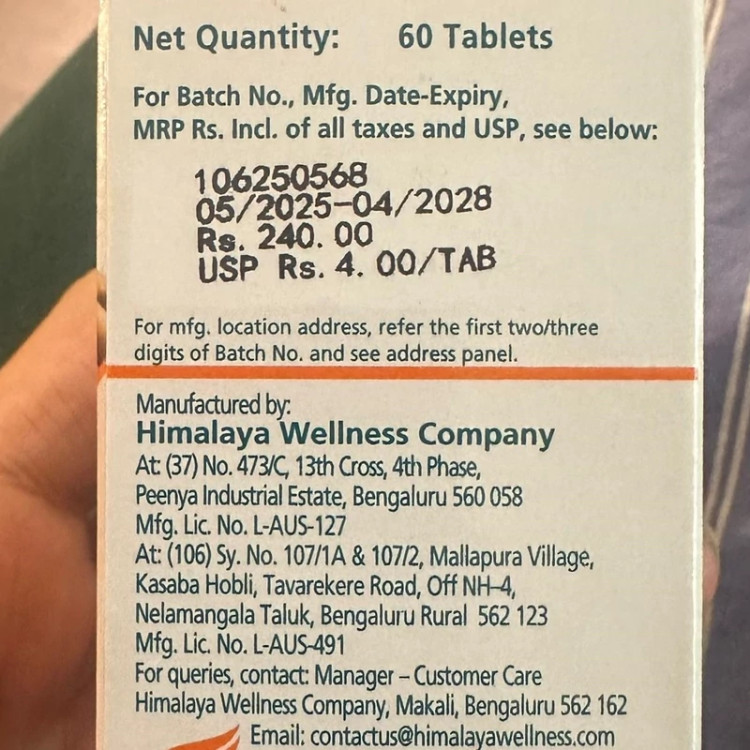 Net Quantity: 60 Tablets
For Batch No., Mfg. Date-Expiry,
MRP Rs. Incl. of all taxes and USP, see below:
106250568
05/2025-04/2028
Rs. 240. 00
USP Rs. 4. 00/TAB
For mfg. location address, refer the first two/three
digits of Batch No. and see address panel.
Manufactured by:
Himalaya Wellness Company
At: (37) No. 473/C, 13th Cross, 4th Phase,
Peenya Industrial Estate, Bengaluru 560 058
Mfg. Lic. No. L-AUS-127
At: (106) Sy. No. 107/1A & 107/2, Mallapura Village,
Kasaba Hobli, Tavarekere Road, Off NH-4,
Nelamangala Taluk, Bengaluru Rural 562 123
Mfg. Lic. No. L-AUS-491
For queries, contact: Manager – Customer Care
Himalaya Wellness Company, Makali, Bengaluru 562 162
Email: contactus@himalayawellness.com